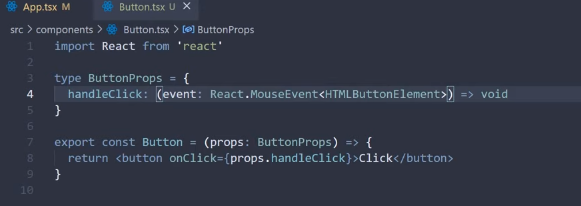 App.tsx M Button.tsx U ×
src > components > Button.tsx > ButtonProps
1 import React from 'react'
2
3 type ButtonProps = {
4 handleClick: (event: React.MouseEvent<HTMLButtonElement>) => void
5 }
6
7 export const Button = (props: ButtonProps) => {
8 return <button onClick={props.handleClick}>Click</button>
9 }
10